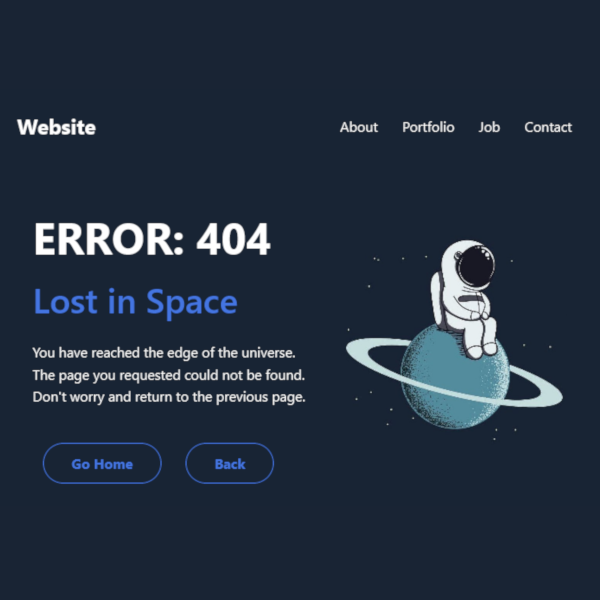 Website
About Portfolio Job Contact
ERROR: 404
Lost in Space
You have reached the edge of the universe.
The page you requested could not be found.
Don't worry and return to the previous page.
Go Home Back